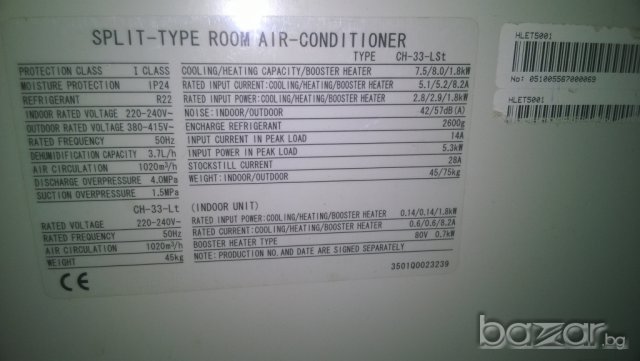 SPLIT-TYPE ROOM AIR-CONDITIONER
TYPE CH-33-LSt
PROTECTION CLASS I CLASS
MOISTURE PROTECTION IP24
REFRIGERANT R22
INDOOR RATED VOLTAGE 220-240V~
OUTDOOR RATED VOLTAGE 380-415V~
RATED FREQUENCY 50Hz
DEHUMIDIFICATION CAPACITY 3.7L/h
AIR CIRCULATION 1020m³/h
DISCHARGE OVERPRESSURE 4.0MPa
SUCTION OVERPRESSURE 1.5MPa
COOLING/HEATING CAPACITY/BOOSTER HEATER 7.5/8.0/1.8kW
RATED INPUT CURRENT:COOLING/HEATING/BOOSTER HEATER 5.1/5.2/8.2A
RATED INPUT POWER:COOLING/HEATING/BOOSTER HEATER 2.8/2.9/1.8kW
NOISE:INDOOR/OUTDOOR 42/57dB(A)
ENCHARGE REFRIGERANT 2600g
INPUT CURRENT IN PEAK LOAD 14A
INPUT POWER IN PEAK LOAD 5.3kW
STOCKSTILL CURRENT 28A
WEIGHT:INDOOR/OUTDOOR 45/75kg
CH-33-Lt (INDOOR UNIT)
RATED VOLTAGE 220-240V~
RATED FREQUENCY 50Hz
AIR CIRCULATION 1020m³/h
WEIGHT 45kg
RATED INPUT POWER:COOLING/HEATING/BOOSTER HEATER 0.14/0.14/1.8kW
RATED CURRENT:COOLING/HEATING/BOOSTER HEATER 0.6/0.6/8.2A
BOOSTER HEATER TYPE 80V 0.7kW
NOTE: PRODUCTION NO. AND DATE ARE SIGNED SEPARATELY
CE
3501Q0023239
HLET5001
No: 051005567000069
HLET5001
bazar.bg